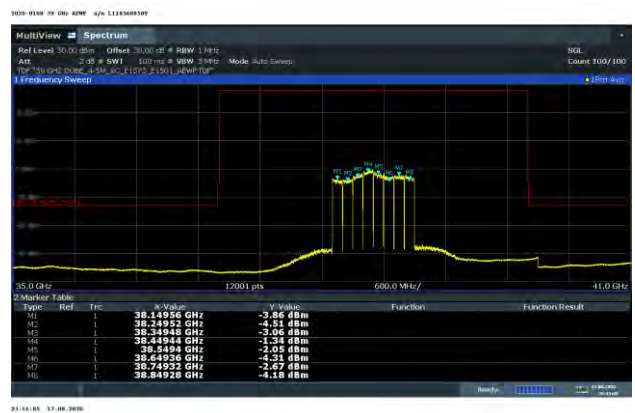 2020-0188 39 GHz AEWF s/n L1183608509
MultiView Spectrum
Ref Level 30.00 dBm Offset 38.00 dB RBW 1 MHz SGL
Att 2 dB SWT 100 ms VBW 3 MHz Mode Auto Sweep Count 100/100
1 Frequency Sweep 1Rm Avg
M1 M2 M3 M4 M5 M6 M7 M8
35.0 GHz 12001 pts 600.0 MHz/ 41.0 GHz
2 Marker Table
Type Ref Trc X-Value Y-Value Function Function Result
M1 1 38.14956 GHz -3.86 dBm
M2 1 38.24952 GHz -4.51 dBm
M3 1 38.34948 GHz -3.06 dBm
M4 1 38.44944 GHz -1.34 dBm
M5 1 38.5494 GHz -2.05 dBm
M6 1 38.64936 GHz -4.31 dBm
M7 1 38.74932 GHz -2.67 dBm
M8 1 38.84928 GHz -4.18 dBm
Ready